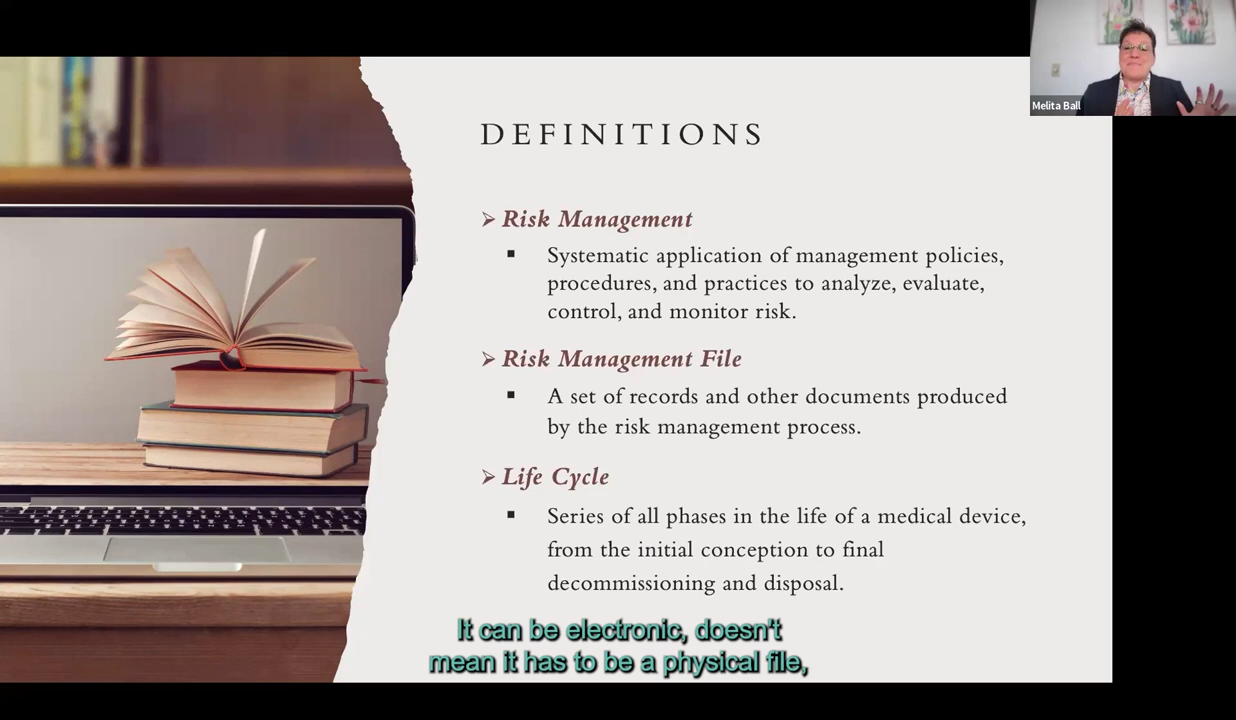 Melita Ball
DEFINITIONS
➢ Risk Management
▪ Systematic application of management policies,
procedures, and practices to analyze, evaluate,
control, and monitor risk.
➢ Risk Management File
▪ A set of records and other documents produced
by the risk management process.
➢ Life Cycle
▪ Series of all phases in the life of a medical device,
from the initial conception to final
decommissioning and disposal.
It can be electronic, doesn't
mean it has to be a physical file,